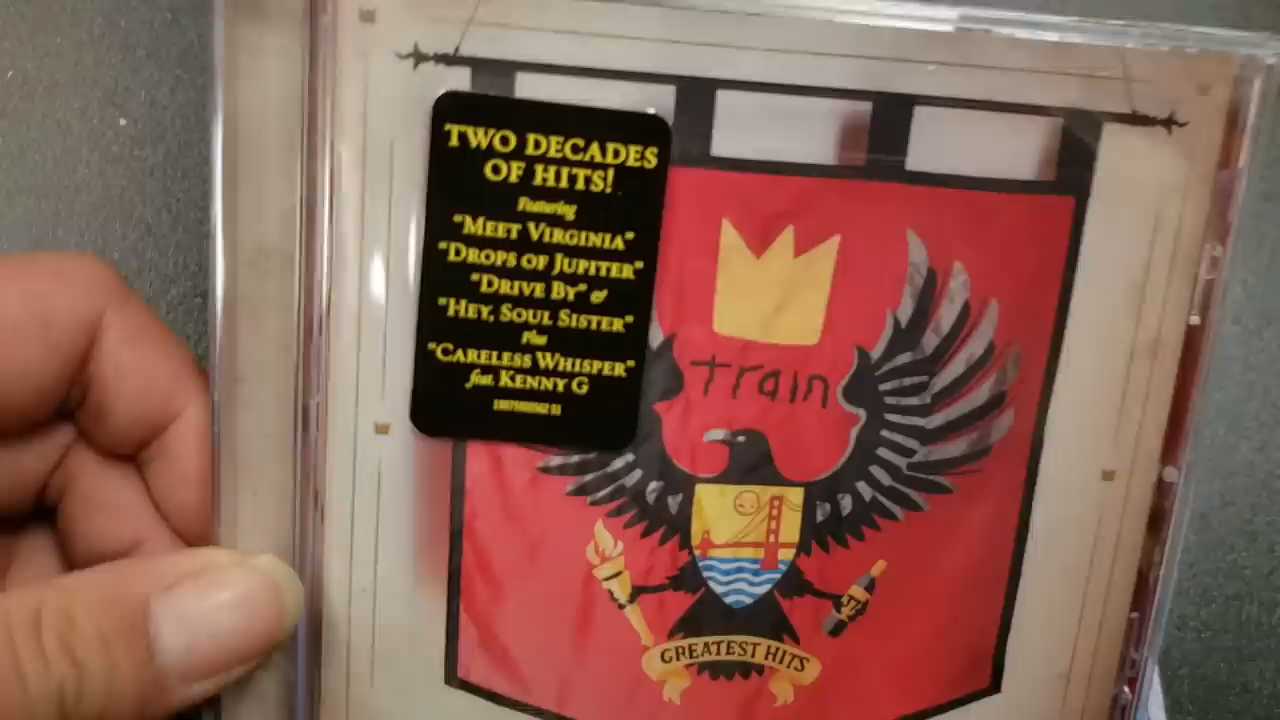 TWO DECADES
OF HITS!
Featuring
"MEET VIRGINIA"
"DROPS OF JUPITER"
"DRIVE BY" &
"HEY, SOUL SISTER"
Plus
"CARELESS WHISPER"
feat. KENNY G
train
GREATEST HITS